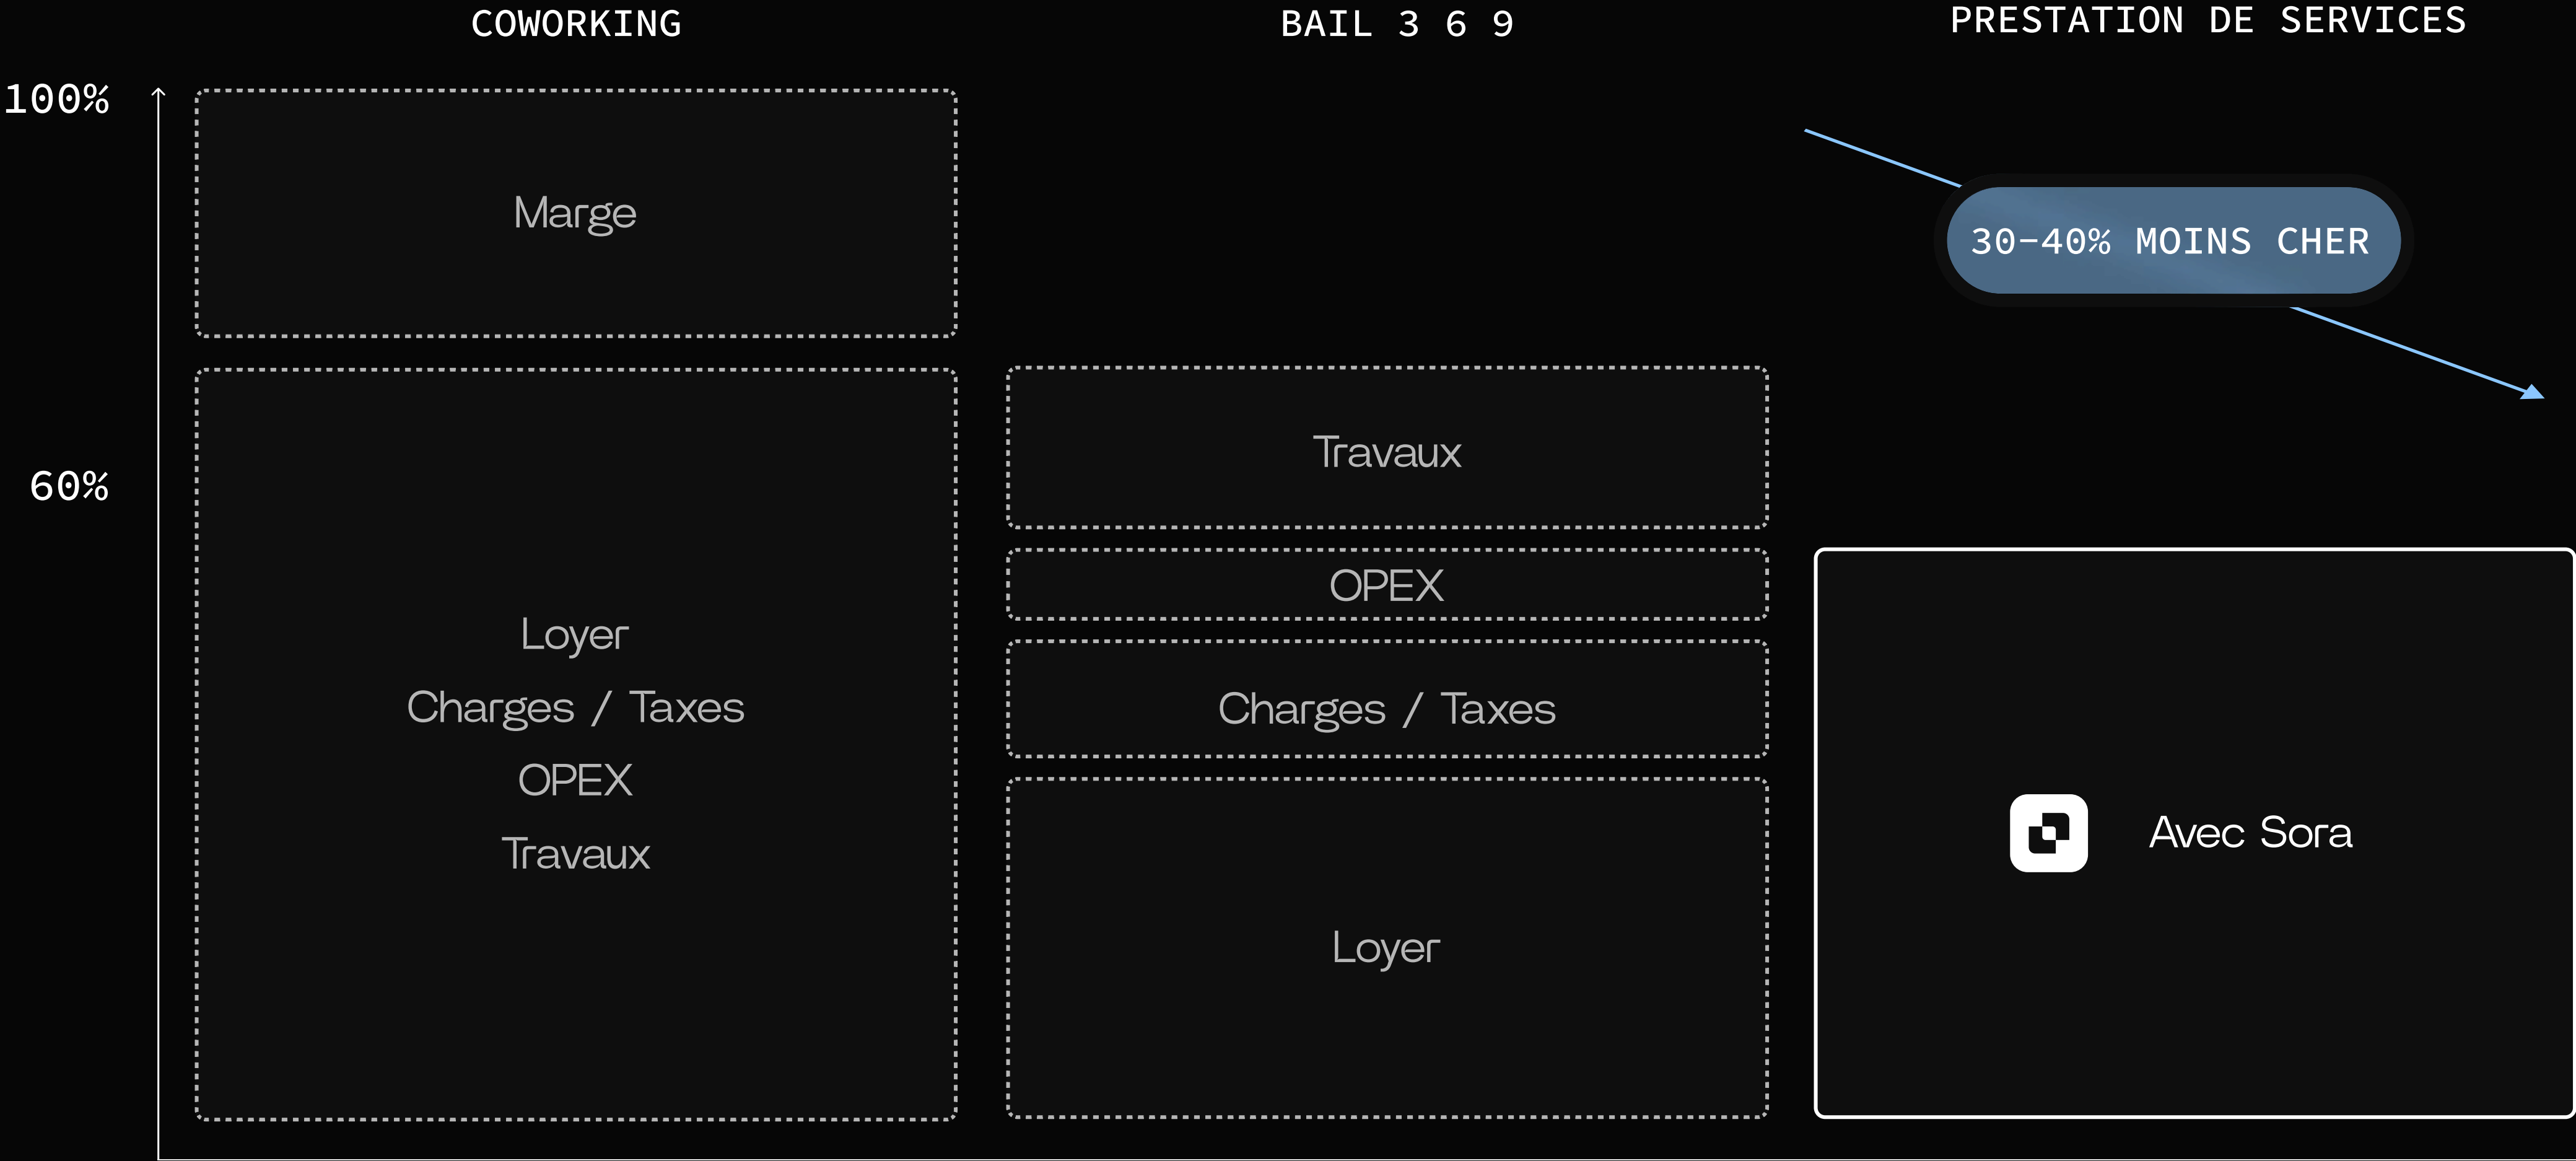 COWORKING
BAIL 3 6 9
PRESTATION DE SERVICES
100%
60%
Marge
Loyer
Charges / Taxes
OPEX
Travaux
Travaux
OPEX
Charges / Taxes
Loyer
30-40% MOINS CHER
Avec Sora